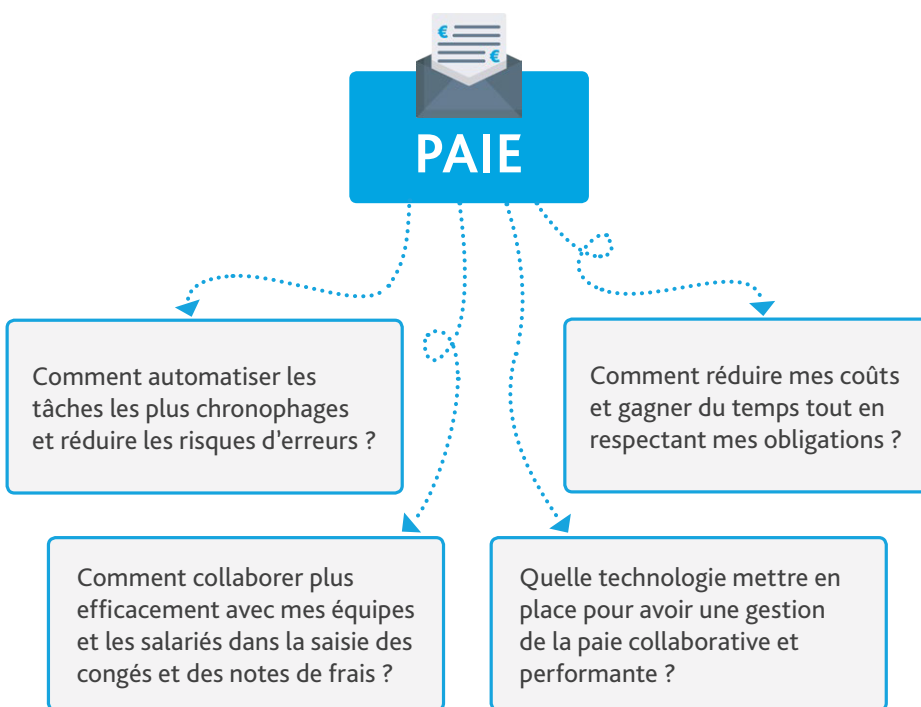 €
€
PAIE
Comment automatiser les
tâches les plus chronophages
et réduire les risques d'erreurs ?
Comment réduire mes coûts
et gagner du temps tout en
respectant mes obligations ?
Comment collaborer plus
efficacement avec mes équipes
et les salariés dans la saisie des
congés et des notes de frais ?
Quelle technologie mettre en
place pour avoir une gestion
de la paie collaborative et
performante ?